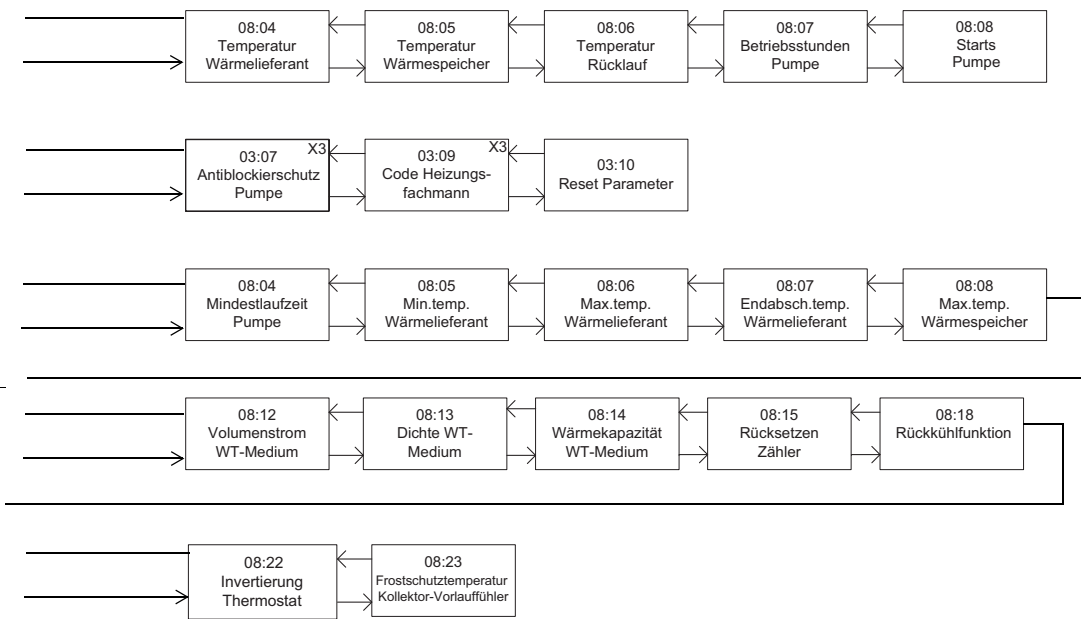 08:04
Temperatur
Wärmelieferant
08:05
Temperatur
Wärmespeicher
08:06
Temperatur
Rücklauf
08:07
Betriebsstunden
Pumpe
08:08
Starts
Pumpe
03:07
X3
Antiblockierschutz
Pumpe
03:09
X3
Code Heizungs-
fachmann
03:10
Reset Parameter
08:04
Mindestlaufzeit
Pumpe
08:05
Min.temp.
Wärmelieferant
08:06
Max.temp.
Wärmelieferant
08:07
Endabsch.temp.
Wärmelieferant
08:08
Max.temp.
Wärmespeicher
08:12
Volumenstrom
WT-Medium
08:13
Dichte WT-
Medium
08:14
Wärmekapazität
WT-Medium
08:15
Rücksetzen
Zähler
08:18
Rückkühlfunktion
08:22
Invertierung
Thermostat
08:23
Frostschutztemperatur
Kollektor-Vorlauffühler